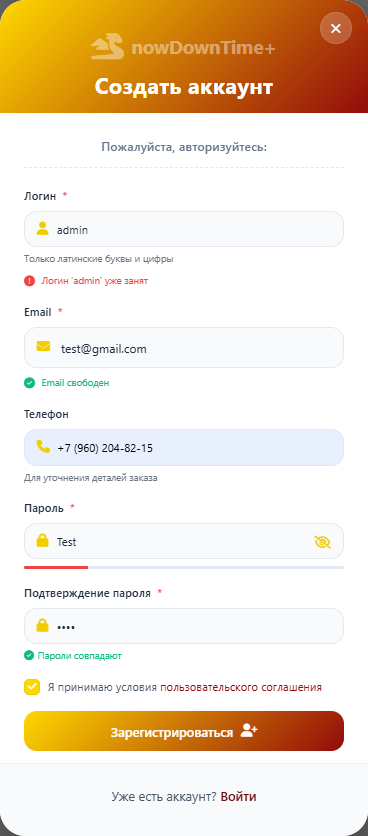 nowDownTime+
Создать аккаунт
Пожалуйста, авторизуйтесь:
Логин *
admin
Только латинские буквы и цифры
Логин 'admin' уже занят
Email *
test@gmail.com
Email свободен
Телефон
+7 (960) 204-82-15
Для уточнения деталей заказа
Пароль *
Test
Подтверждение пароля *
••••
Пароли совпадают
Я принимаю условия пользовательского соглашения
Зарегистрироваться
Уже есть аккаунт? Войти